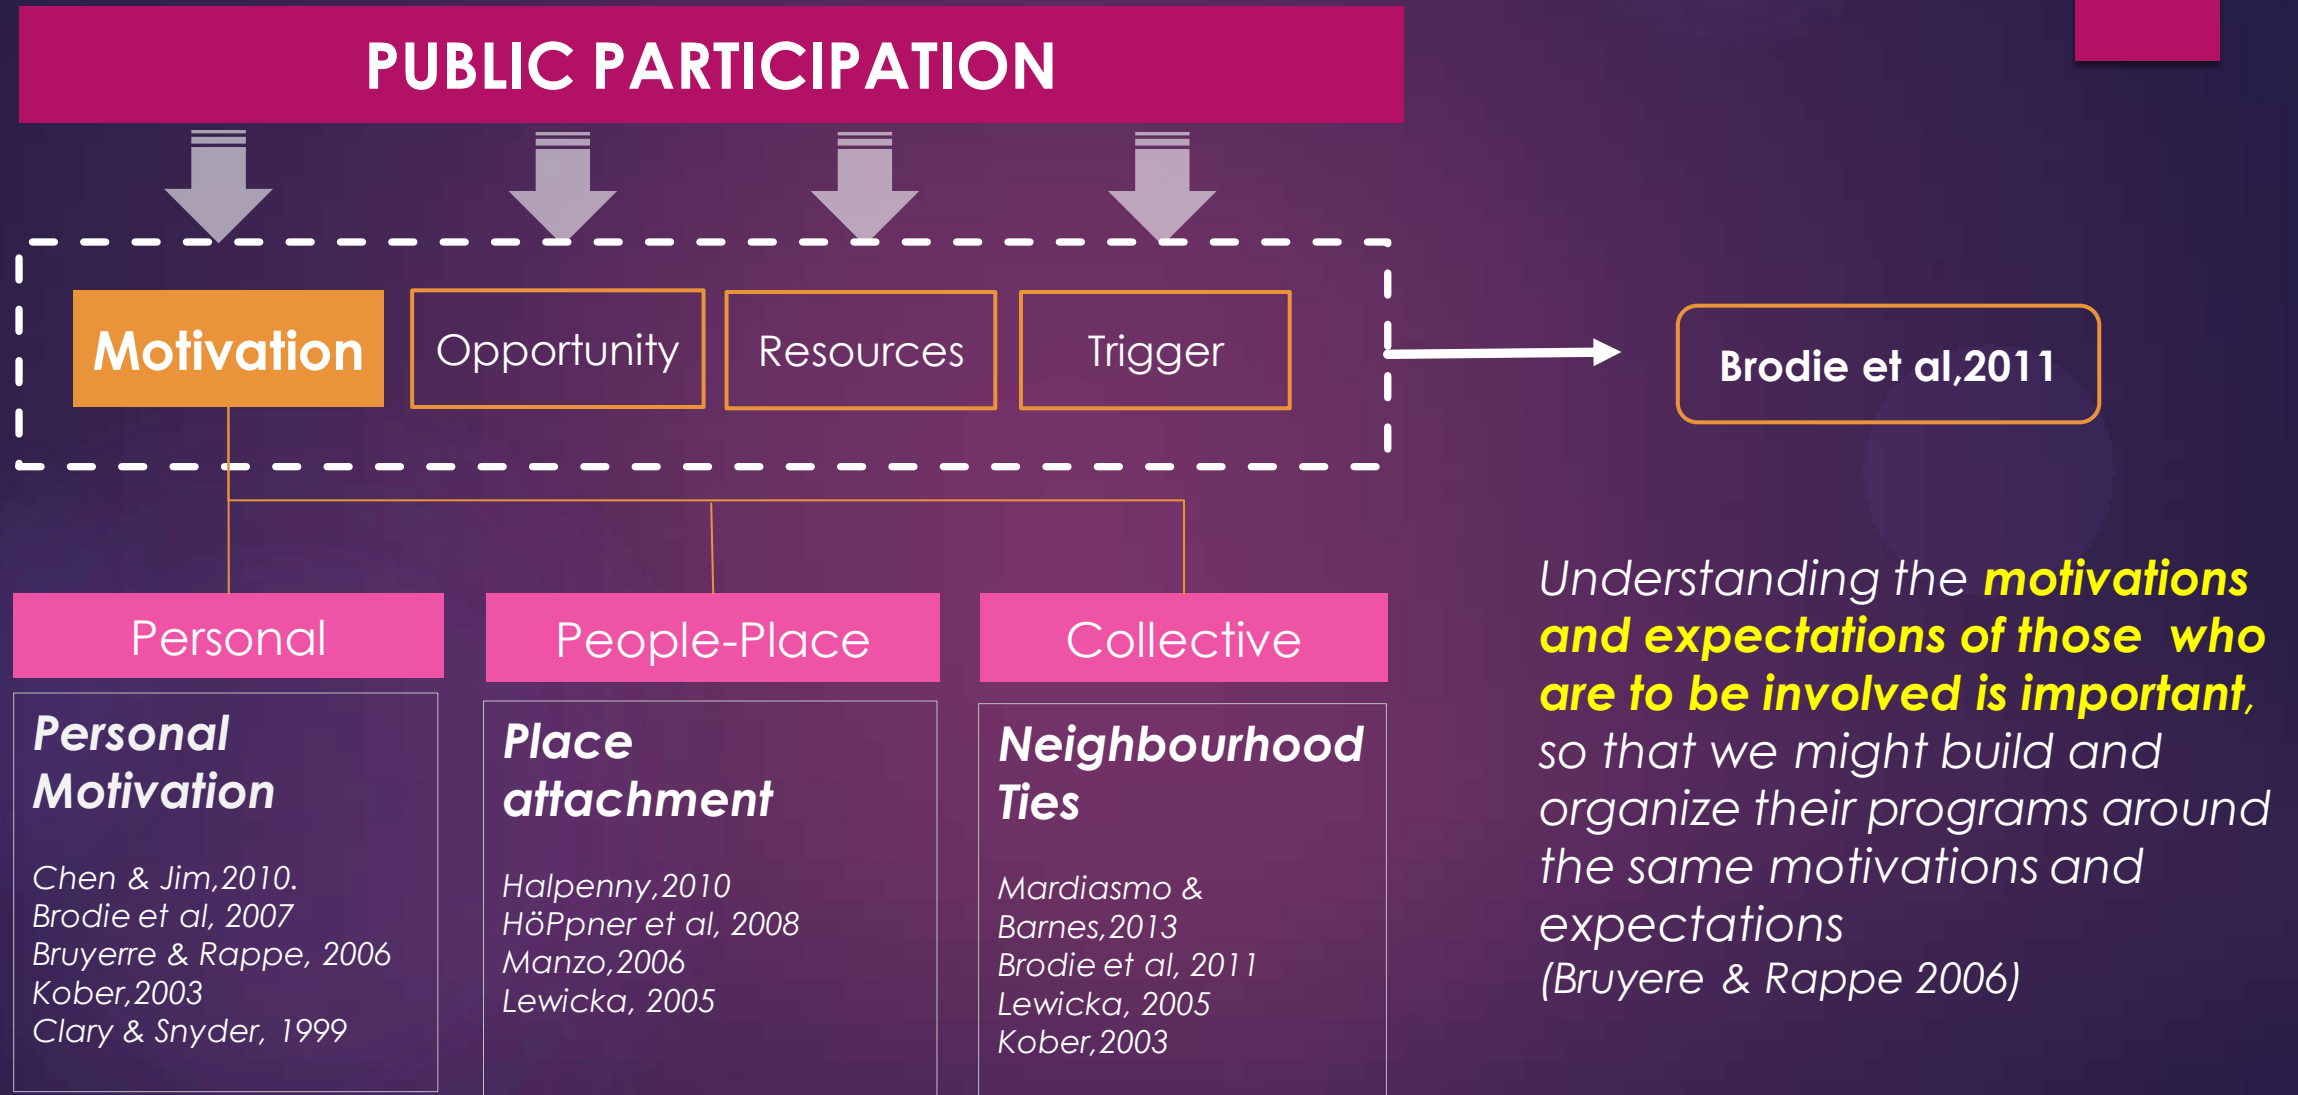 PUBLIC PARTICIPATION
Motivation
Opportunity
Resources
Trigger
Brodie et al,2011
Personal
Personal
Motivation
Chen & Jim,2010.
Brodie et al, 2007
Bruyerre & Rappe, 2006
Kober,2003
Clary & Snyder, 1999
People-Place
Place
attachment
Halpenny,2010
HöPpner et al, 2008
Manzo,2006
Lewicka, 2005
Collective
Neighbourhood
Ties
Mardiasmo &
Barnes,2013
Brodie et al, 2011
Lewicka, 2005
Kober,2003
Understanding the motivations
and expectations of those who
are to be involved is important,
so that we might build and
organize their programs around
the same motivations and
expectations
(Bruyere & Rappe 2006)